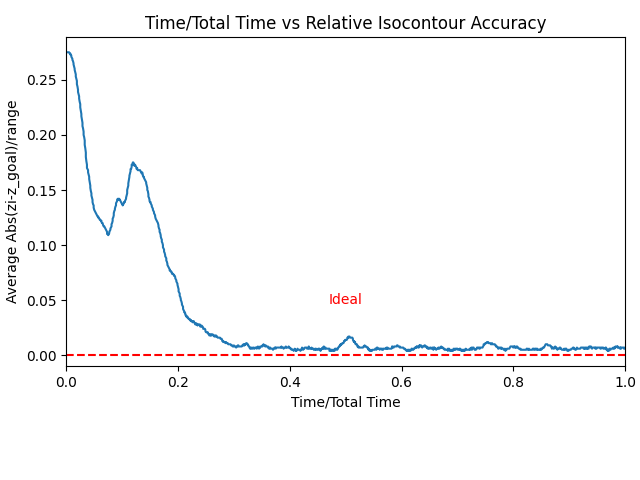 Time/Total Time vs Relative Isocontour Accuracy
Average Abs(zi-z_goal)/range
0.25
0.20
0.15
0.10
0.05
0.00
Ideal
0.0 0.2 0.4 0.6 0.8 1.0
Time/Total Time